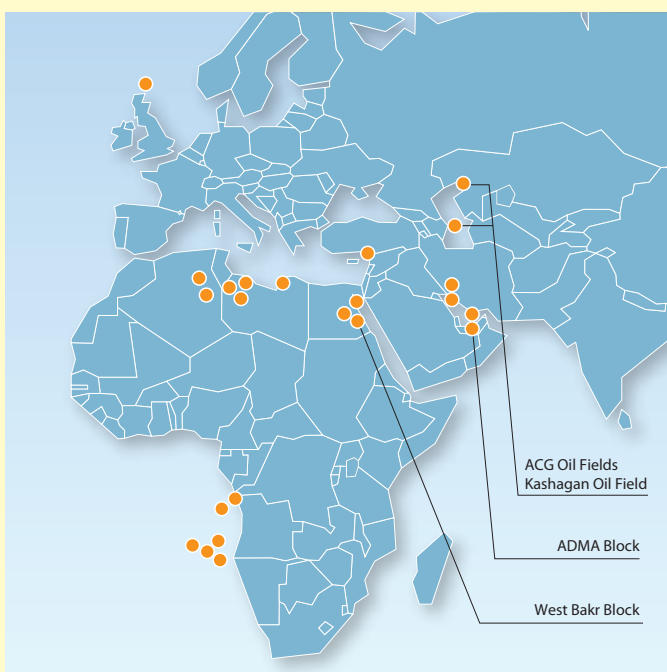 ACG Oil Fields
Kashagan Oil Field
ADMA Block
West Bakr Block